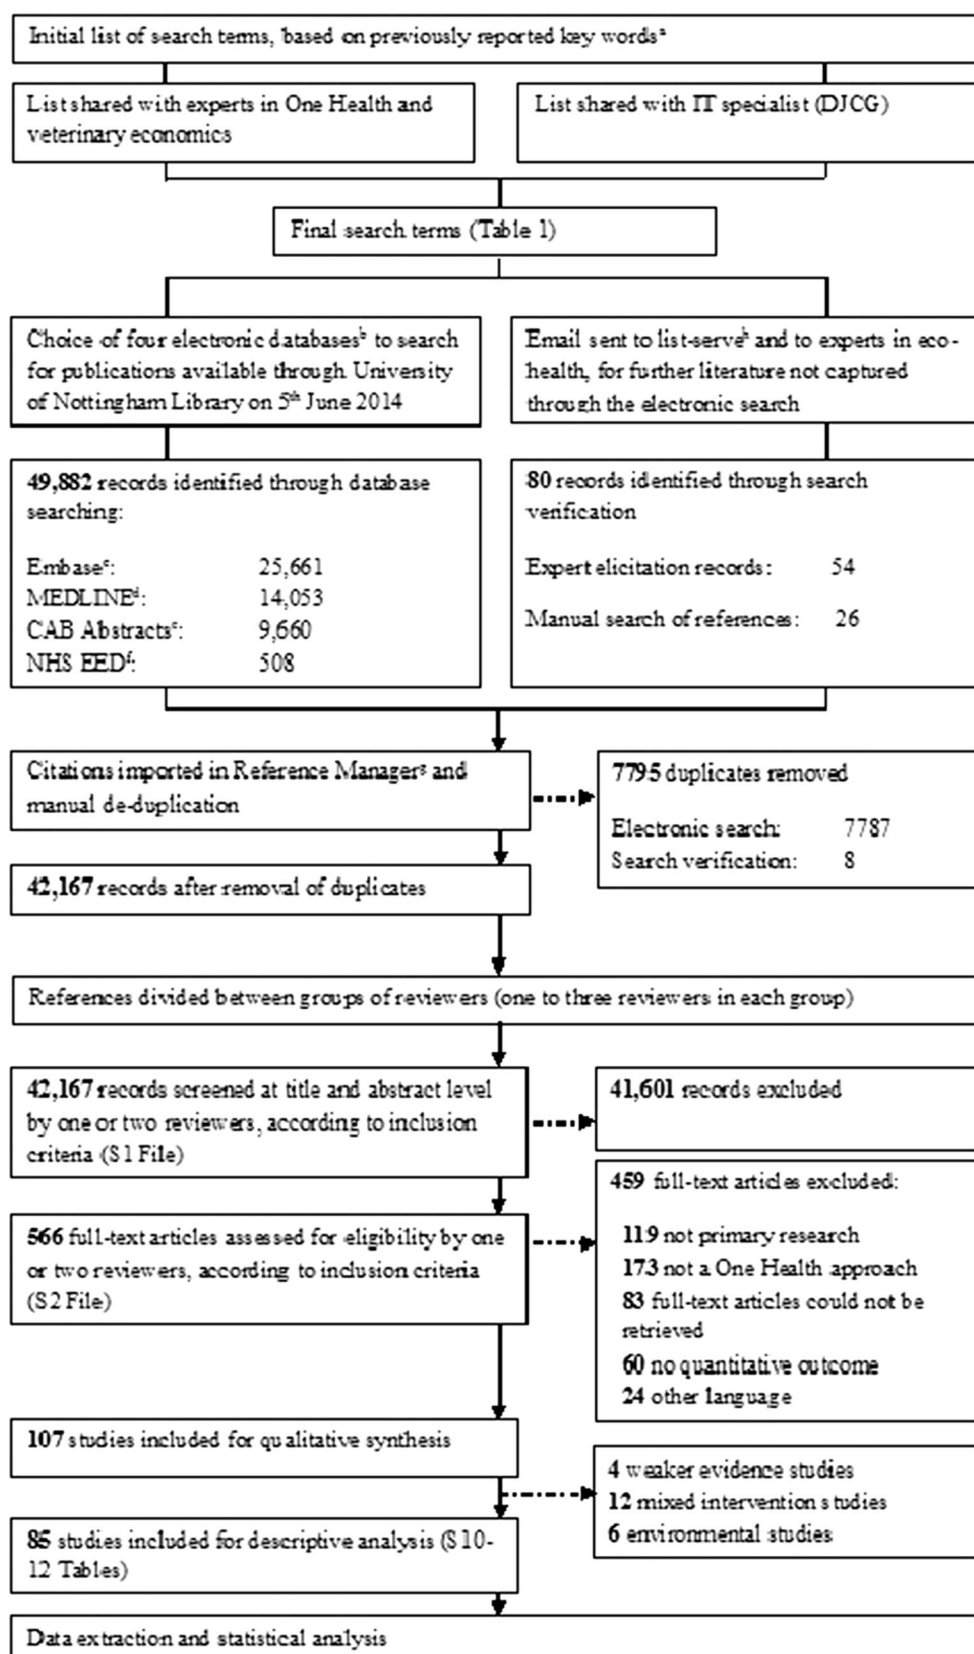 Initial list of search terms, based on previously reported key wordsᵃ
List shared with experts in One Health and
veterinary economics
List shared with IT specialist (DJCG)
Final search terms (Table 1)
Choice of four electronic databasesᵇ to search
for publications available through University
of Nottingham Library on 5ᵗʰ June 2014
Email sent to list-serveʰ and to experts in eco-
health, for further literature not captured
through the electronic search
49,882 records identified through database
searching:
Embaseᶜ: 25,661
MEDLINEᵈ: 14,053
CAB Abstractsᵉ: 9,660
NHS EEDᶠ: 508
80 records identified through search
verification
Expert elicitation records: 54
Manual search of references: 26
Citations imported in Reference Managerᵍ and
manual de-duplication
7795 duplicates removed
Electronic search: 7787
Search verification: 8
42,167 records after removal of duplicates
References divided between groups of reviewers (one to three reviewers in each group)
42,167 records screened at title and abstract level
by one or two reviewers, according to inclusion
criteria (S1 File)
41,601 records excluded
566 full-text articles assessed for eligibility by one
or two reviewers, according to inclusion criteria
(S2 File)
459 full-text articles excluded:
119 not primary research
173 not a One Health approach
83 full-text articles could not be
retrieved
60 no quantitative outcome
24 other language
107 studies included for qualitative synthesis
4 weaker evidence studies
12 mixed intervention studies
6 environmental studies
85 studies included for descriptive analysis (S10-
12 Tables)
Data extraction and statistical analysis